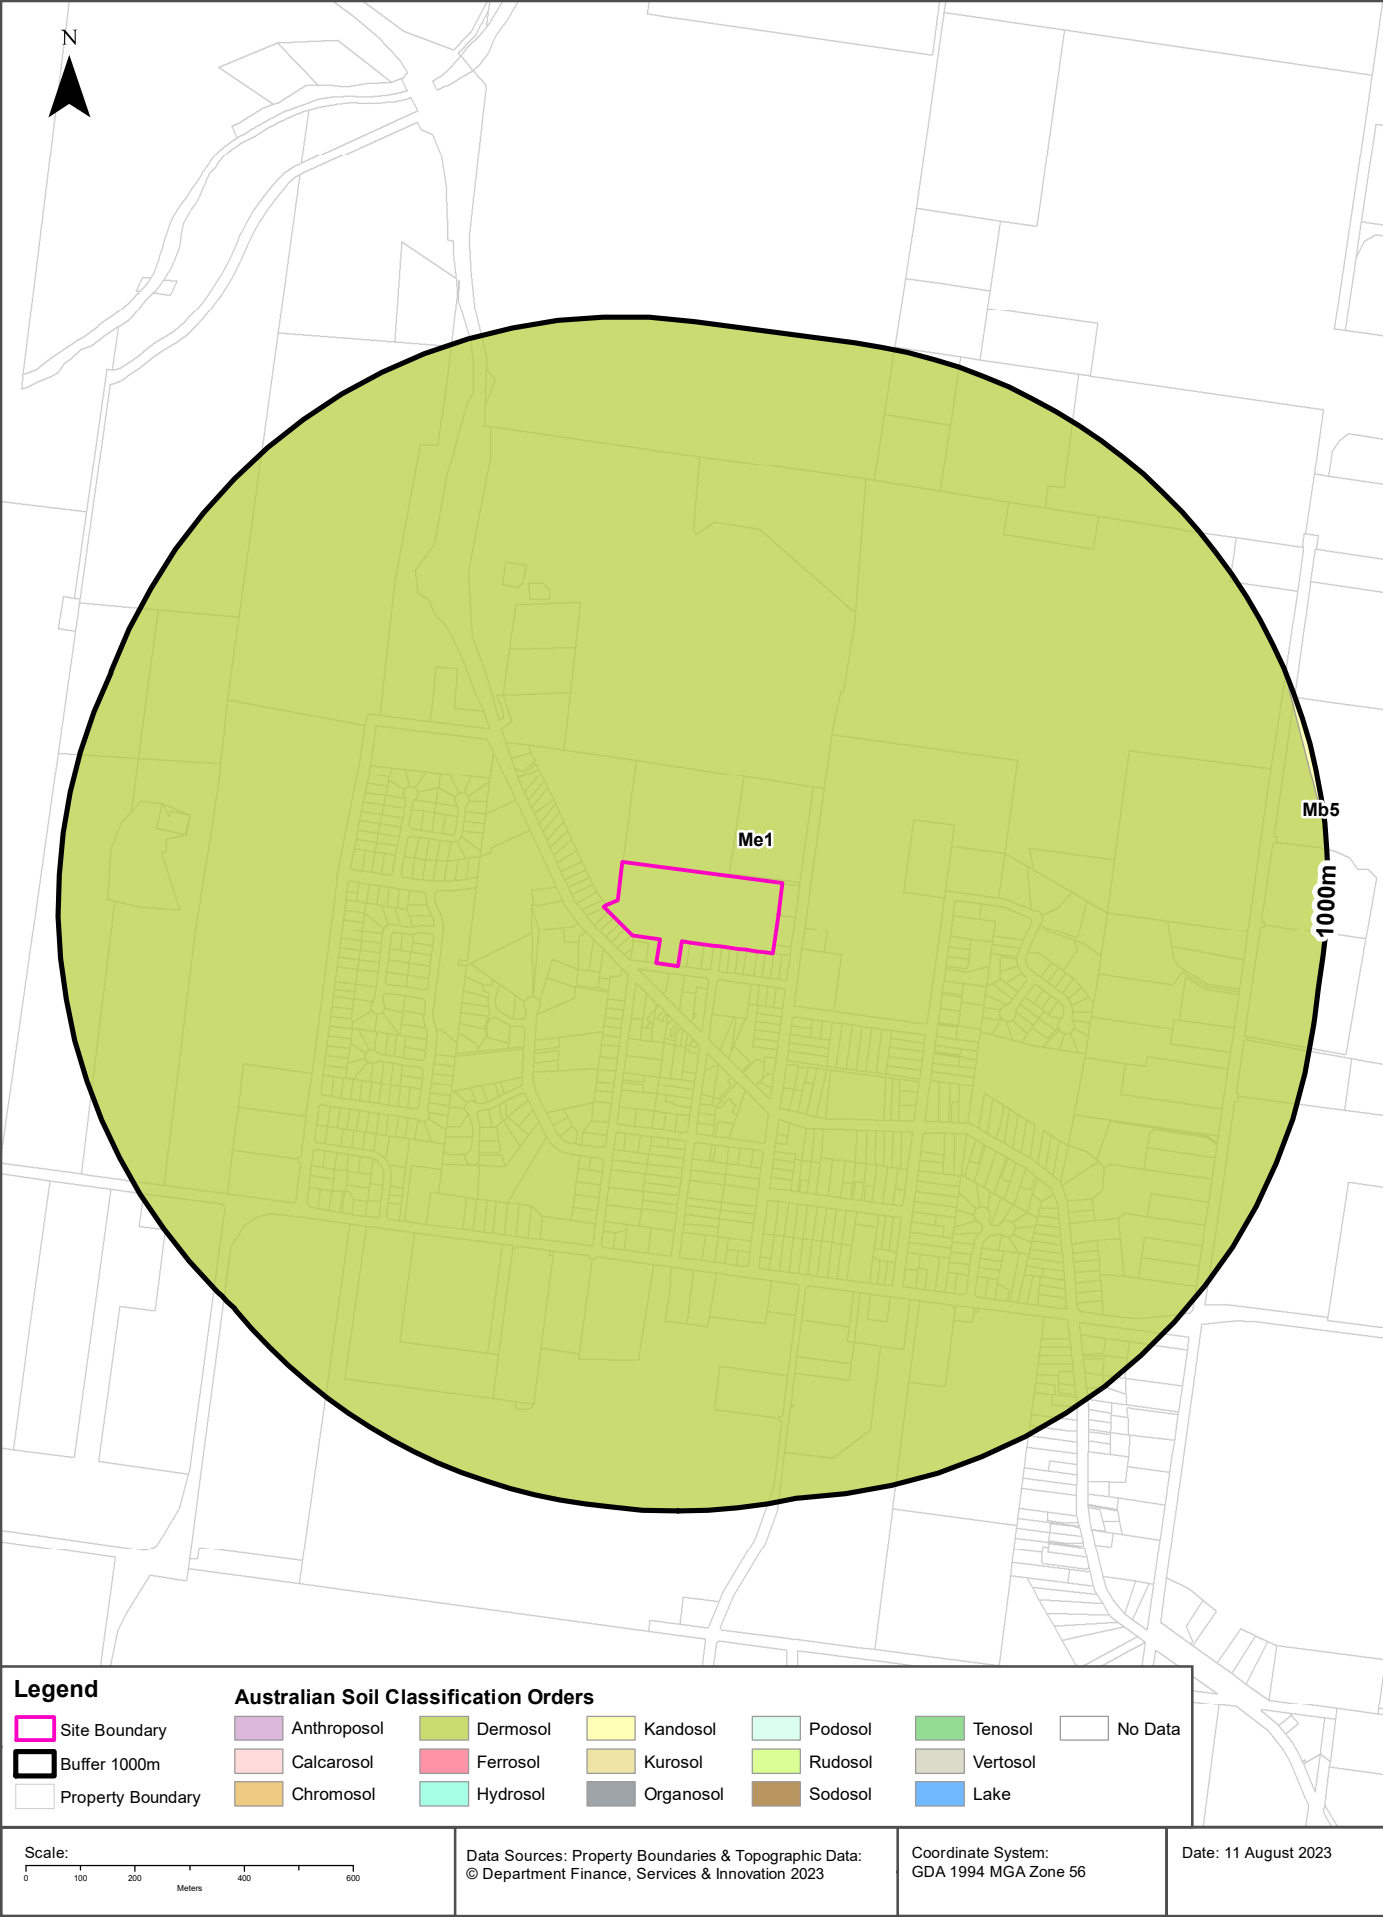 N
Me1
Mb5
1000m
Legend
Site Boundary
Buffer 1000m
Property Boundary
Australian Soil Classification Orders
Anthroposol
Calcarosol
Chromosol
Dermosol
Ferrosol
Hydrosol
Kandosol
Kurosol
Organosol
Podosol
Rudosol
Sodosol
Tenosol
Vertosol
Lake
No Data
Scale:
0 100 200 400 600
Meters
Data Sources: Property Boundaries & Topographic Data:
© Department Finance, Services & Innovation 2023
Coordinate System:
GDA 1994 MGA Zone 56
Date: 11 August 2023